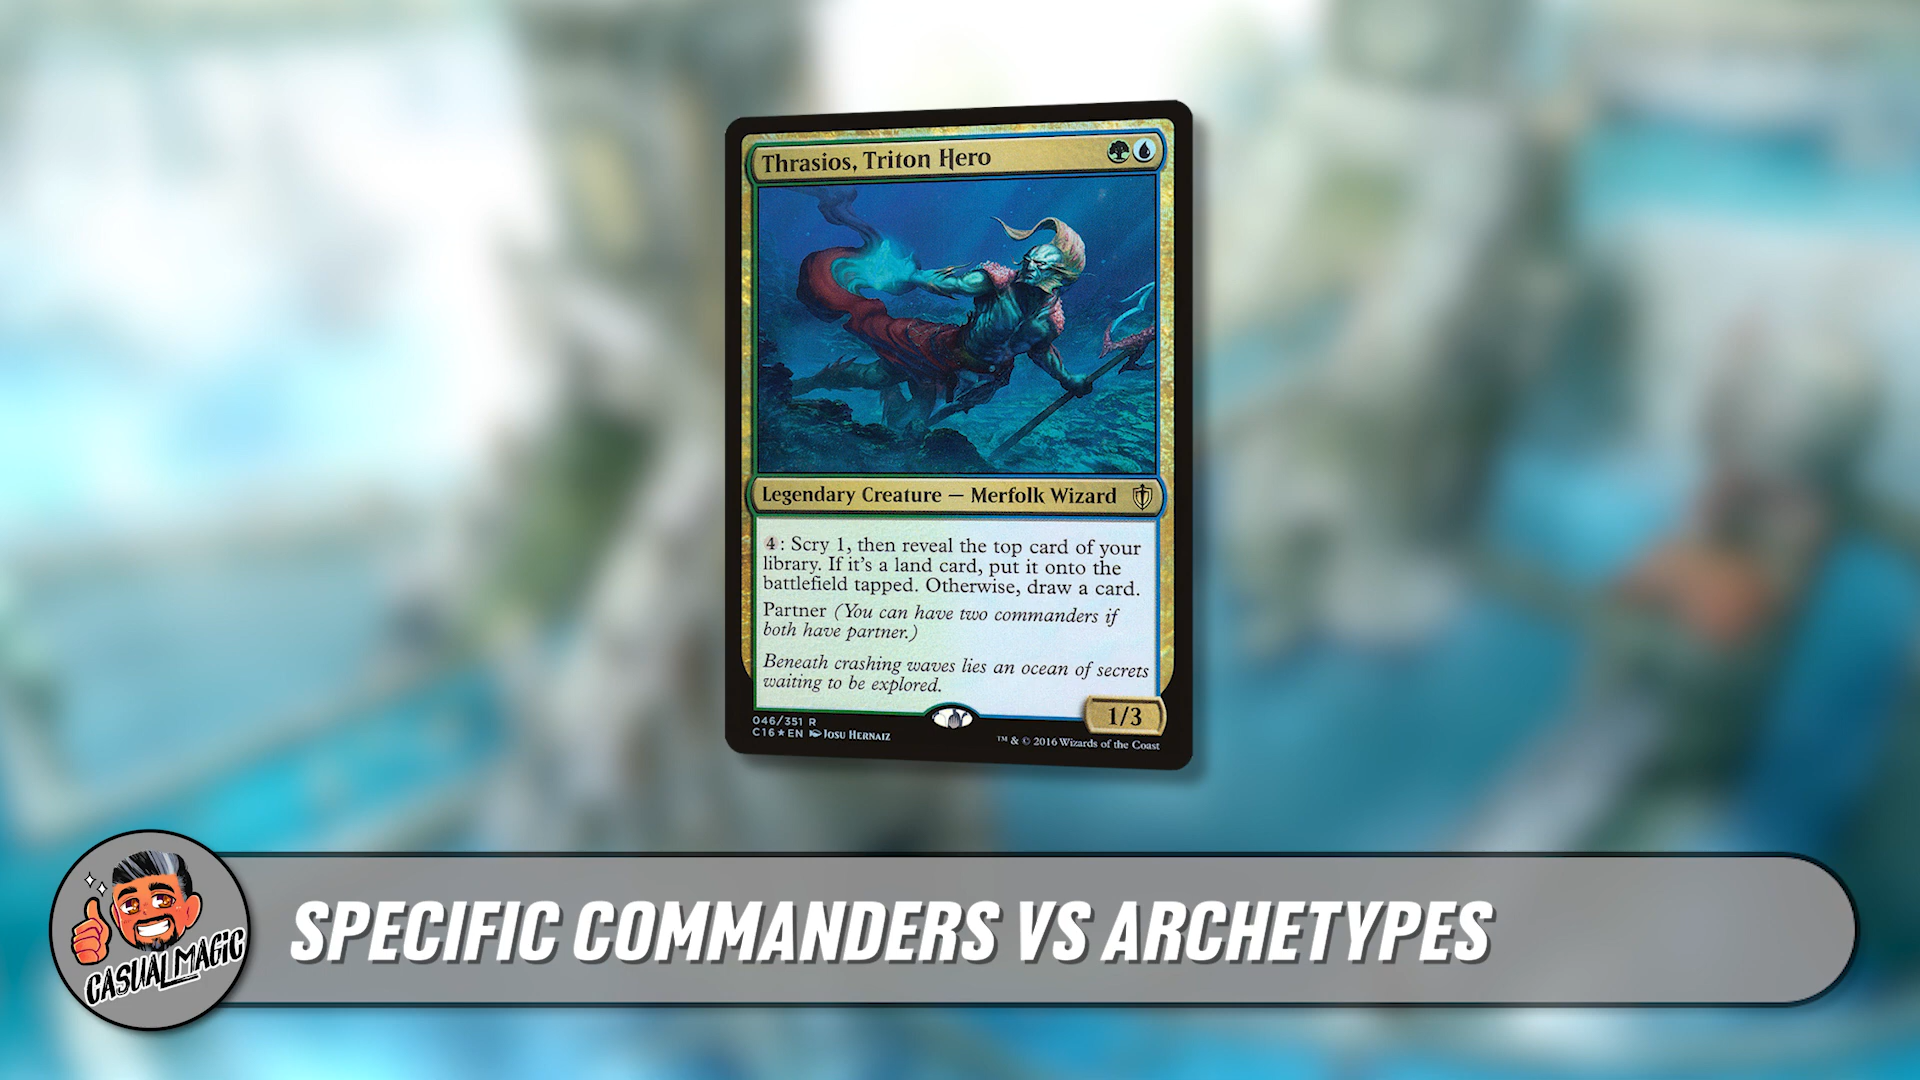 Thrasios, Triton Hero
Legendary Creature — Merfolk Wizard
4: Scry 1, then reveal the top card of your
library. If it's a land card, put it onto the
battlefield tapped. Otherwise, draw a card.
Partner (You can have two commanders if
both have partner.)
Beneath crashing waves lies an ocean of secrets
waiting to be explored.
1/3
046/351 R
C16★EN Josu Hernaiz
™ & © 2016 Wizards of the Coast
CASUAL MAGIC
SPECIFIC COMMANDERS VS ARCHETYPES